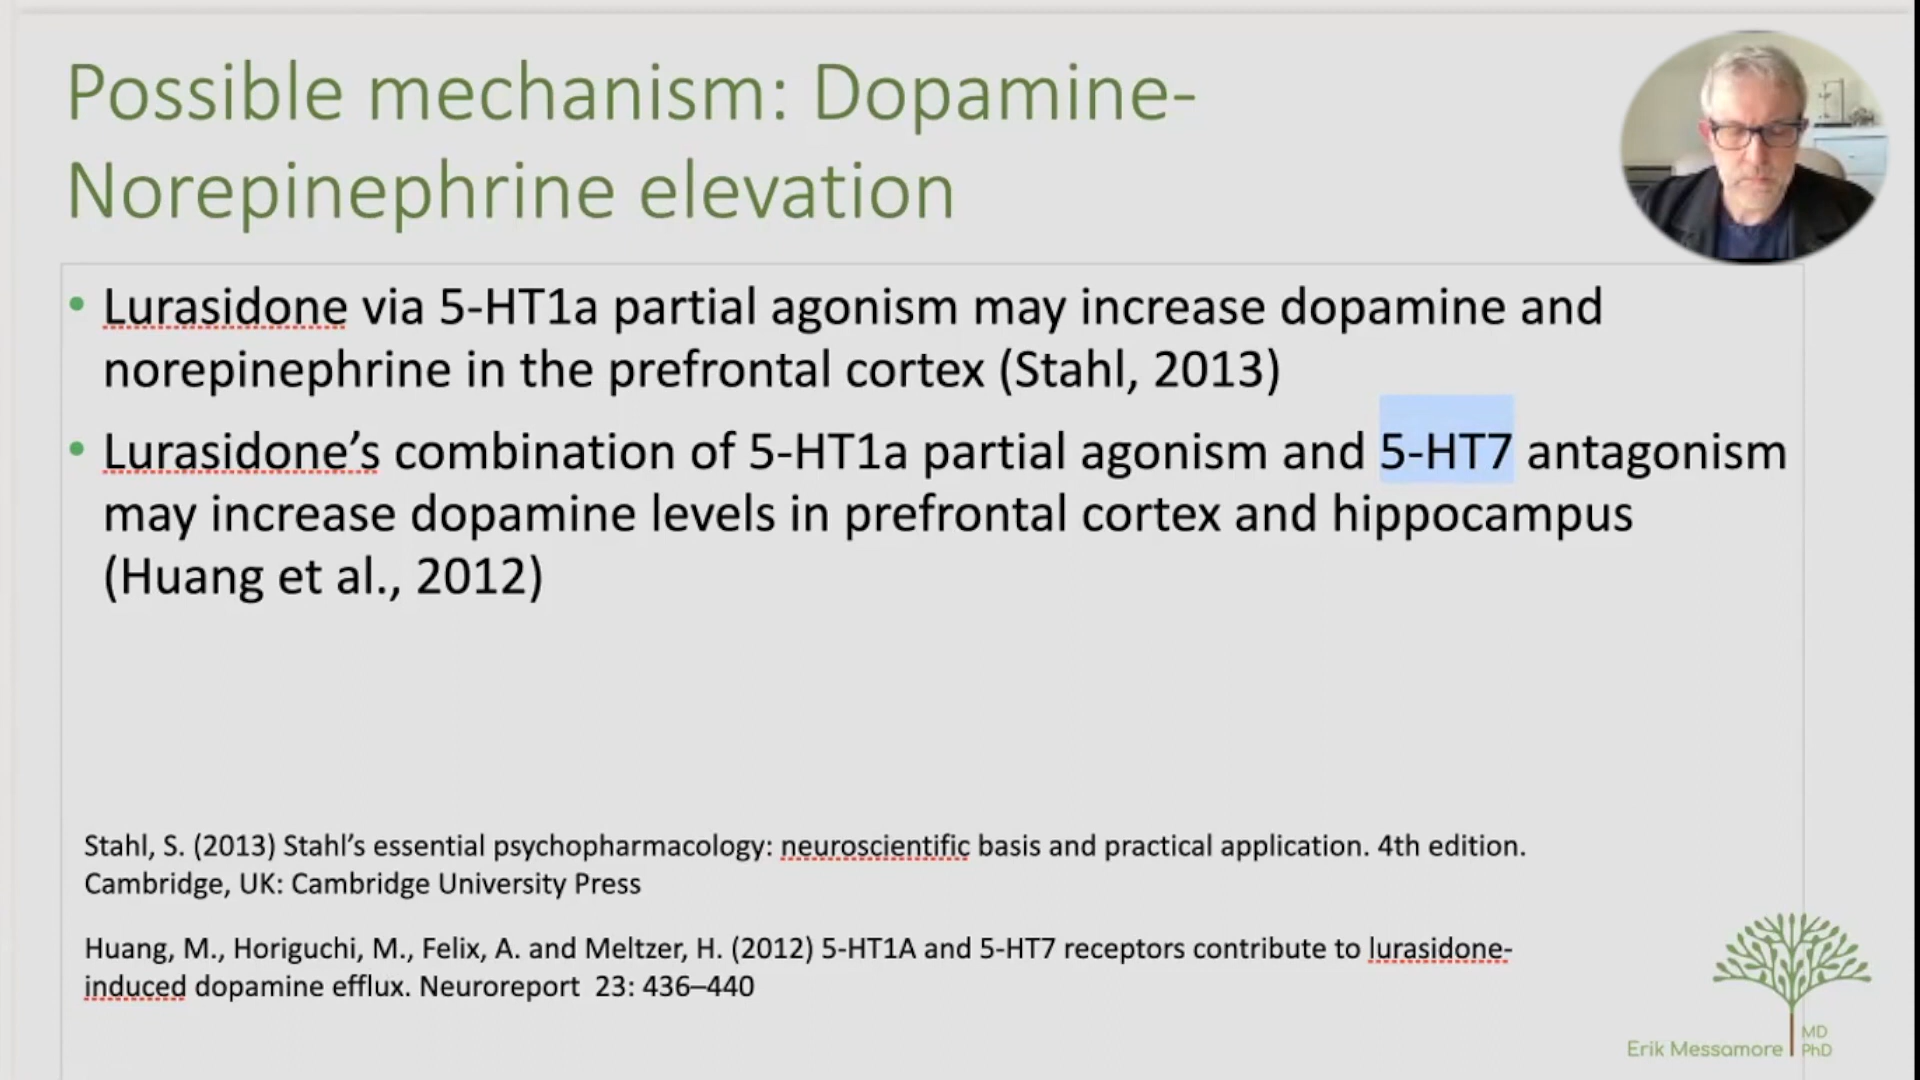 Possible mechanism: Dopamine-
Norepinephrine elevation
• Lurasidone via 5-HT1a partial agonism may increase dopamine and
norepinephrine in the prefrontal cortex (Stahl, 2013)
• Lurasidone’s combination of 5-HT1a partial agonism and 5-HT7 antagonism
may increase dopamine levels in prefrontal cortex and hippocampus
(Huang et al., 2012)
Stahl, S. (2013) Stahl’s essential psychopharmacology: neuroscientific basis and practical application. 4th edition.
Cambridge, UK: Cambridge University Press
Huang, M., Horiguchi, M., Felix, A. and Meltzer, H. (2012) 5-HT1A and 5-HT7 receptors contribute to lurasidone-
induced dopamine efflux. Neuroreport  23: 436–440
Erik Messamore
MD
PhD